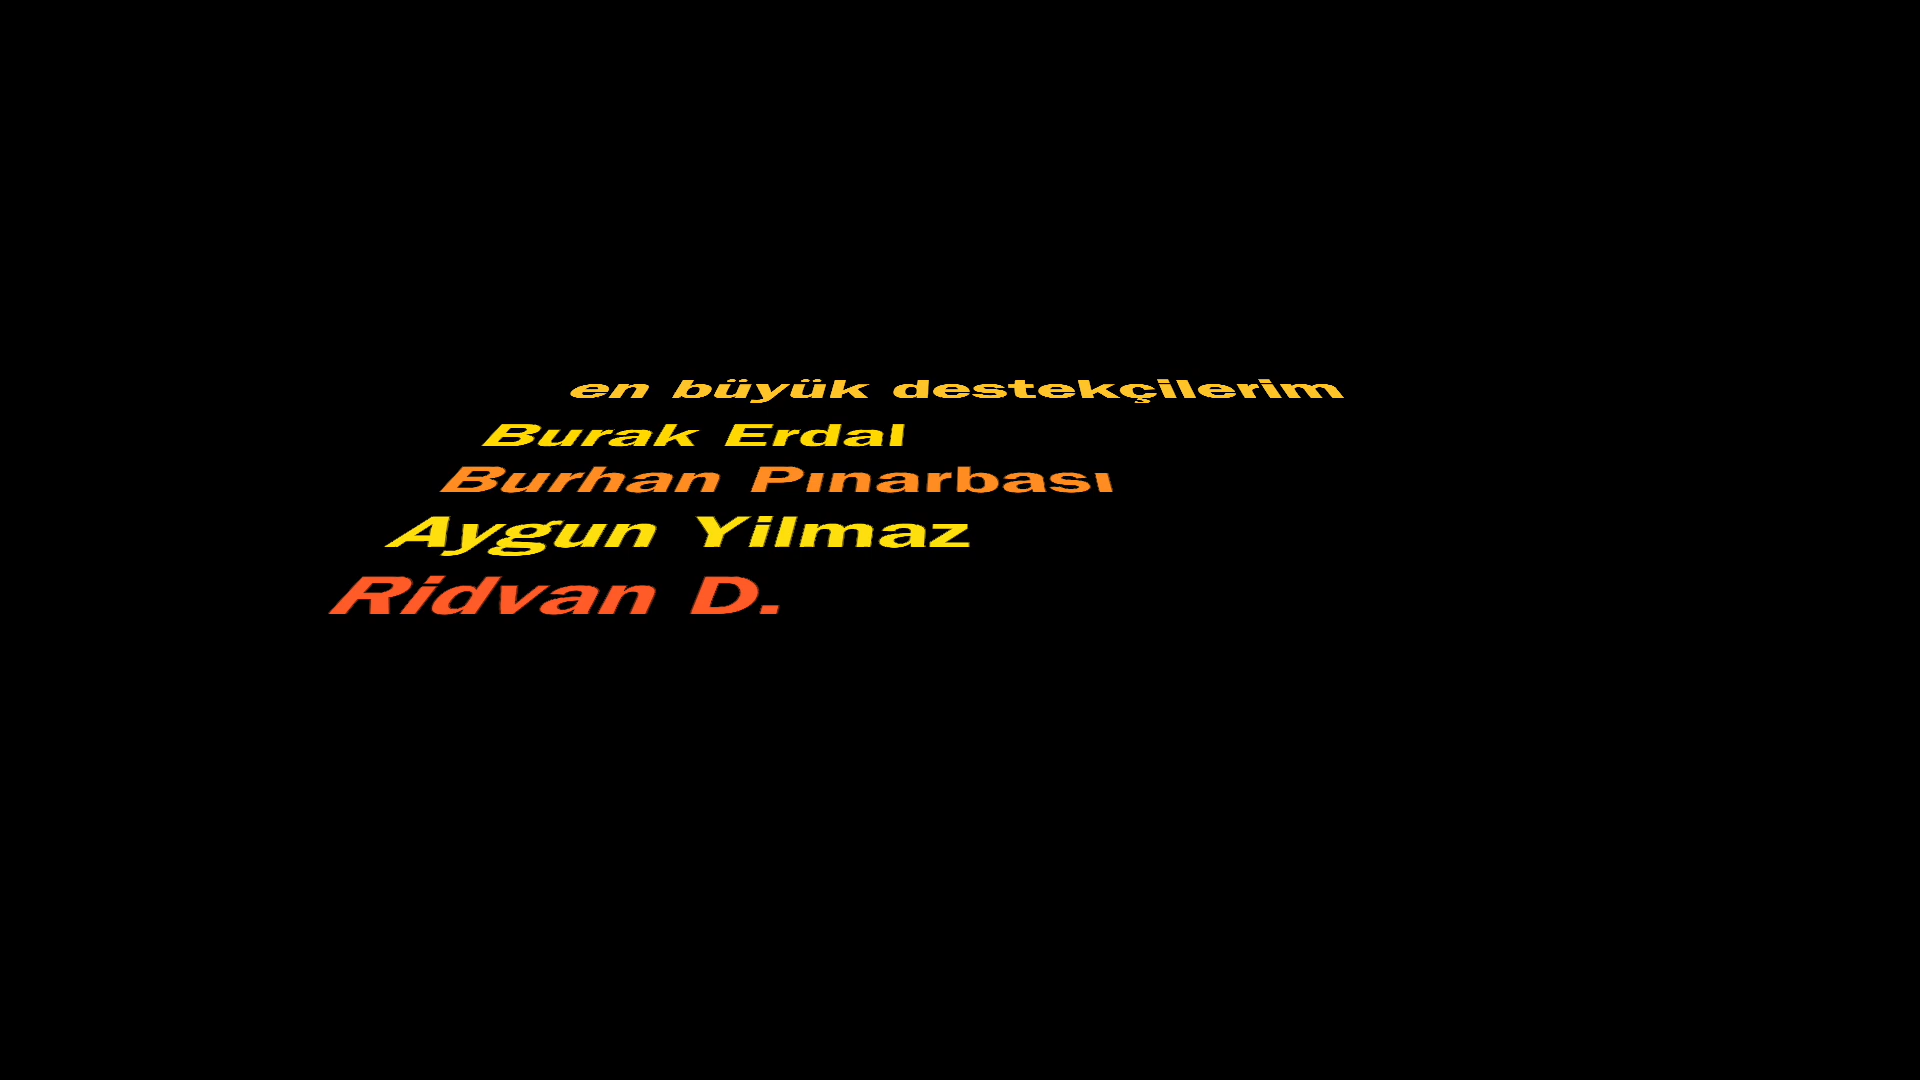 en büyük destekçilerim
Burak Erdal
Burhan Pınarbası
Aygun Yilmaz
Ridvan D.